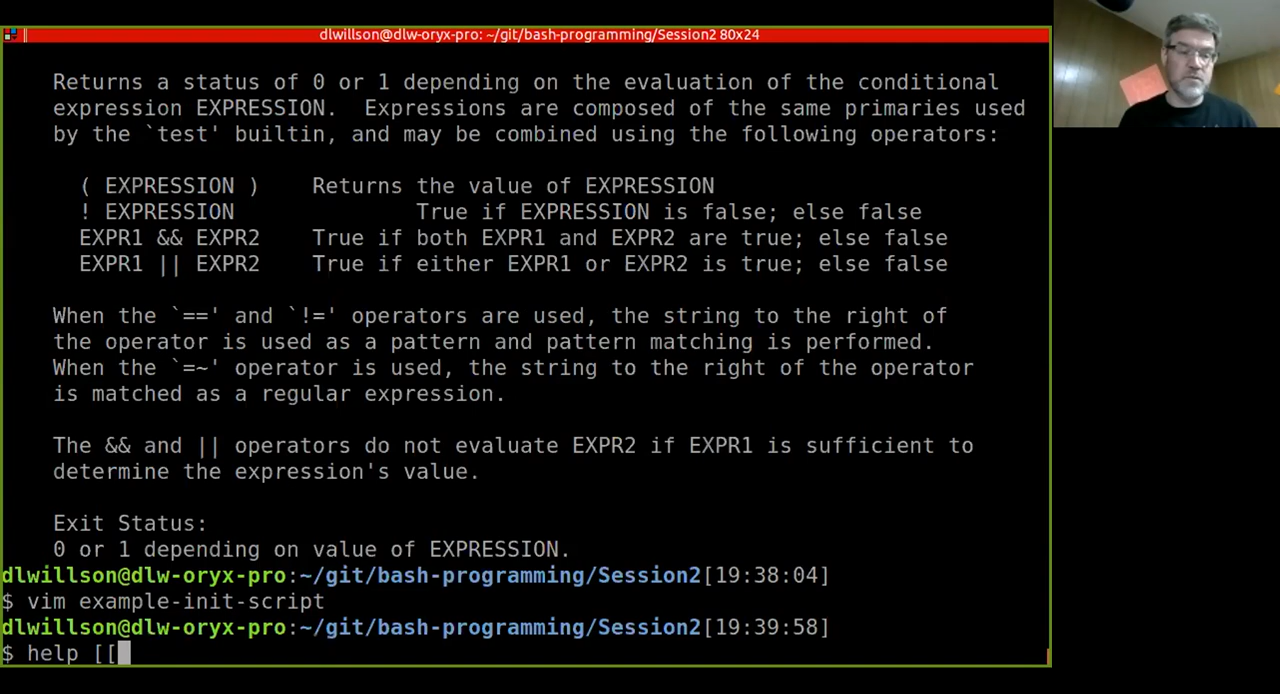 dlwillson@dlw-oryx-pro: ~/git/bash-programming/Session2 80x24
Returns a status of 0 or 1 depending on the evaluation of the conditional
expression EXPRESSION.  Expressions are composed of the same primaries used
by the `test' builtin, and may be combined using the following operators:
( EXPRESSION )    Returns the value of EXPRESSION
! EXPRESSION              True if EXPRESSION is false; else false
EXPR1 && EXPR2    True if both EXPR1 and EXPR2 are true; else false
EXPR1 || EXPR2    True if either EXPR1 or EXPR2 is true; else false
When the `==' and `!=' operators are used, the string to the right of
the operator is used as a pattern and pattern matching is performed.
When the `=~' operator is used, the string to the right of the operator
is matched as a regular expression.
The && and || operators do not evaluate EXPR2 if EXPR1 is sufficient to
determine the expression's value.
Exit Status:
0 or 1 depending on value of EXPRESSION.
dlwillson@dlw-oryx-pro:~/git/bash-programming/Session2[19:38:04]
$ vim example-init-script
dlwillson@dlw-oryx-pro:~/git/bash-programming/Session2[19:39:58]
$ help [[